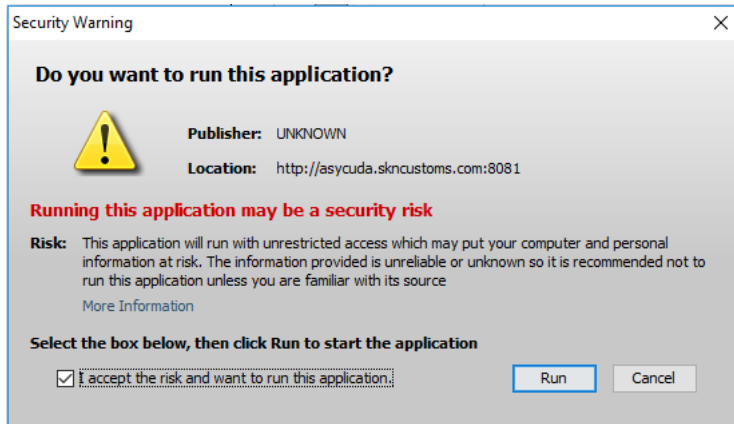 Security Warning
Do you want to run this application?
Publisher: UNKNOWN
Location: http://asycuda.skncustoms.com:8081
Running this application may be a security risk
Risk: This application will run with unrestricted access which may put your computer and personal
information at risk. The information provided is unreliable or unknown so it is recommended not to
run this application unless you are familiar with its source
More Information
Select the box below, then click Run to start the application
I accept the risk and want to run this application.
Run Cancel